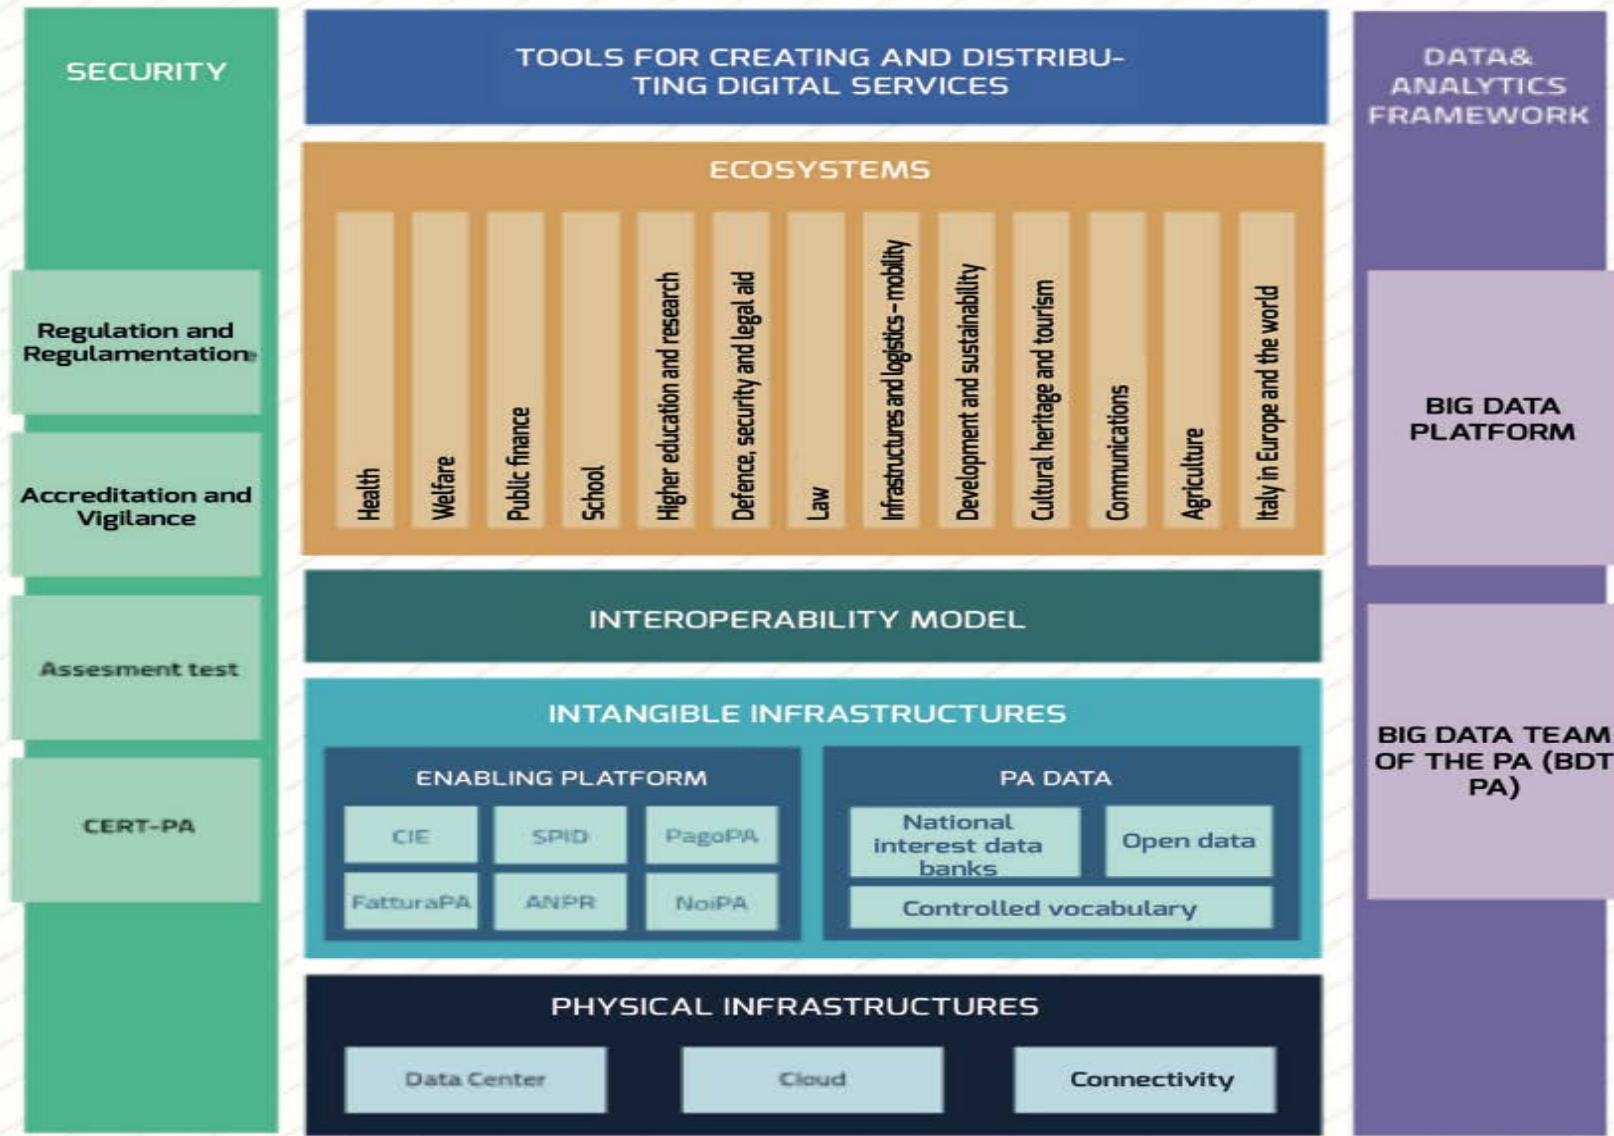 SECURITY
Regulation and
Regulamentation
Accreditation and
Vigilance
Assesment test
CERT-PA
TOOLS FOR CREATING AND DISTRIBU-
TING DIGITAL SERVICES
ECOSYSTEMS
Health
Welfare
Public finance
School
Higher education and research
Defence, security and legal aid
Law
Infrastructures and logistics - mobility
Development and sustainability
Cultural heritage and tourism
Communications
Agriculture
Italy in Europe and the world
INTEROPERABILITY MODEL
INTANGIBLE INFRASTRUCTURES
ENABLING PLATFORM
CIE
SPID
PagoPA
FatturaPA
ANPR
NoiPA
PA DATA
National
interest data
banks
Open data
Controlled vocabulary
PHYSICAL INFRASTRUCTURES
Data Center
Cloud
Connectivity
DATA&
ANALYTICS
FRAMEWORK
BIG DATA
PLATFORM
BIG DATA TEAM
OF THE PA (BDT
PA)